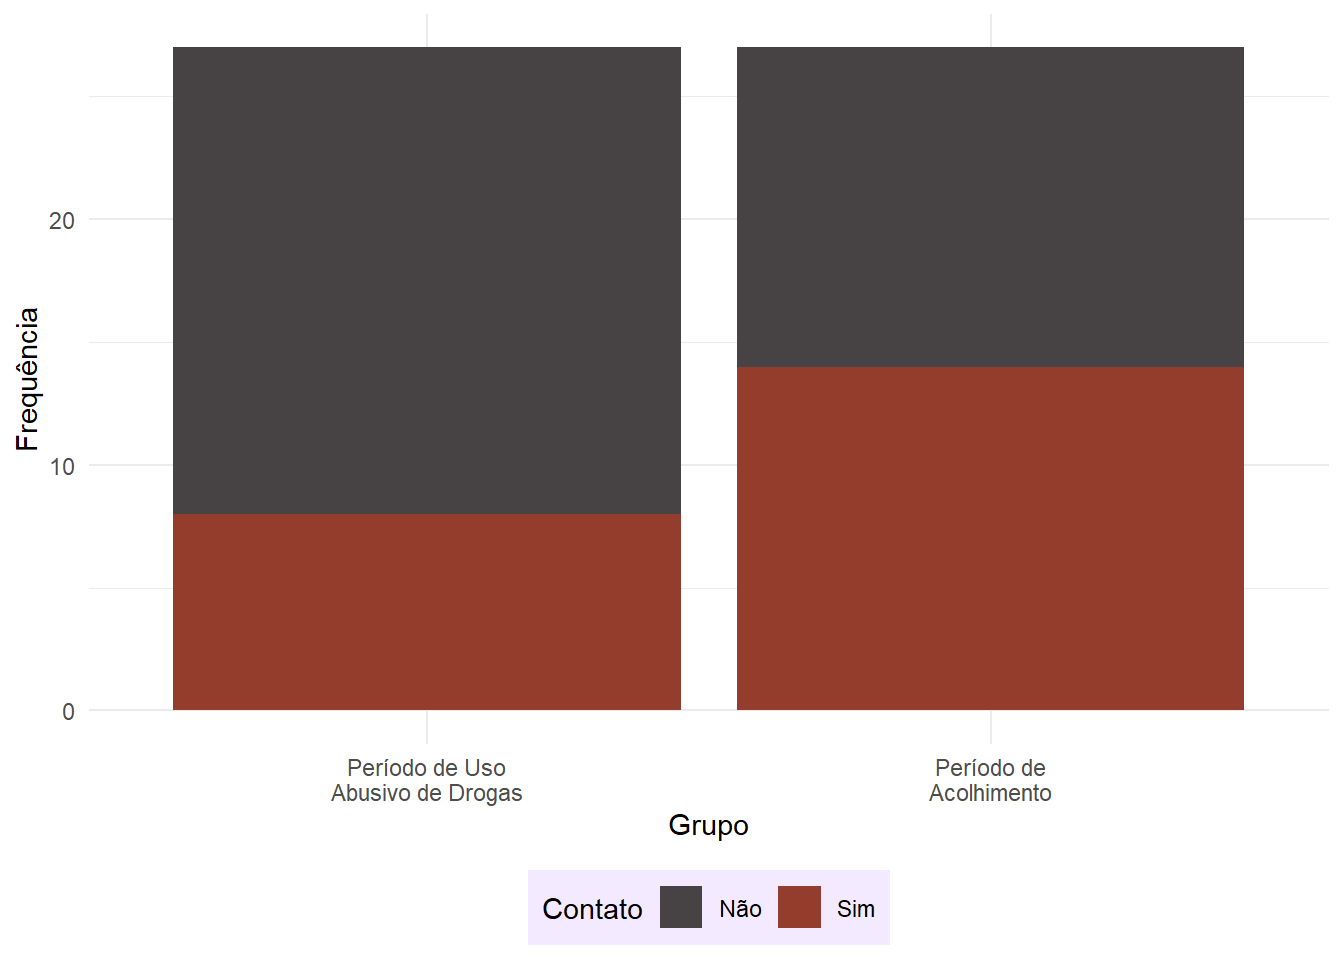 Frequência
20
10
0
Período de Uso
Abusivo de Drogas
Período de
Acolhimento
Grupo
Contato Não Sim